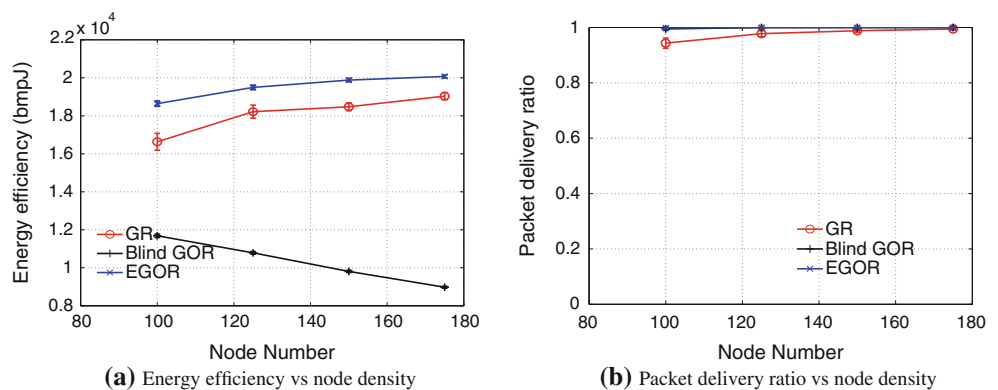 x 10⁴
2.2
2
1.8
1.6
1.4
1.2
1
0.8
Energy efficiency (bmpJ)
GR
Blind GOR
EGOR
80 100 120 140 160 180
Node Number
(a) Energy efficiency vs node density
1
0.8
0.6
0.4
0.2
0
Packet delivery ratio
GR
Blind GOR
EGOR
80 100 120 140 160 180
Node Number
(b) Packet delivery ratio vs node density